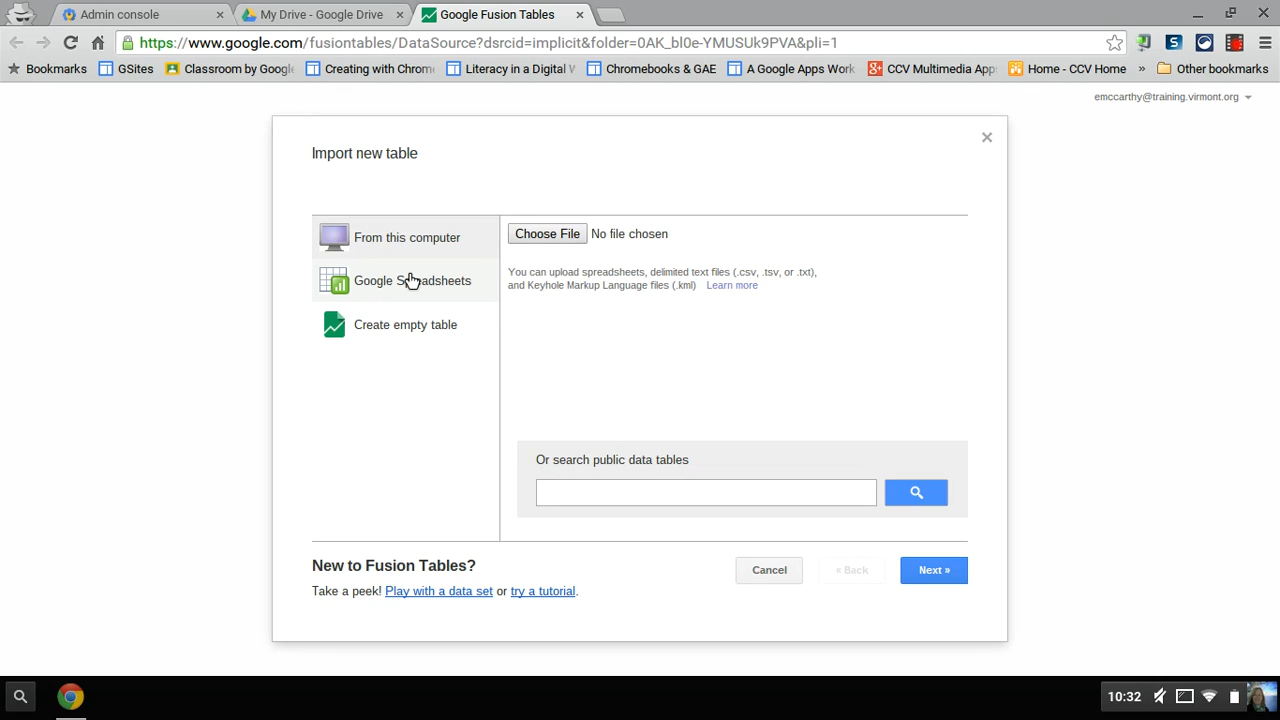 Admin console
My Drive - Google Drive
Google Fusion Tables
https://www.google.com/fusiontables/DataSource?dsrcid=implicit&folder=0AK_bl0e-YMUSUk9PVA&pli=1
Bookmarks
GSites
Classroom by Google
Creating with Chrom
Literacy in a Digital W
Chromebooks & GAE
A Google Apps Work
CCV Multimedia App
Home - CCV Home
»
Other bookmarks
emccarthy@training.virmont.org
Import new table
From this computer
Google Spreadsheets
Create empty table
Choose File No file chosen
You can upload spreadsheets, delimited text files (.csv, .tsv, or .txt),
and Keyhole Markup Language files (.kml) Learn more
Or search public data tables
New to Fusion Tables?
Take a peek! Play with a data set or try a tutorial.
Cancel
« Back
Next »
10:32